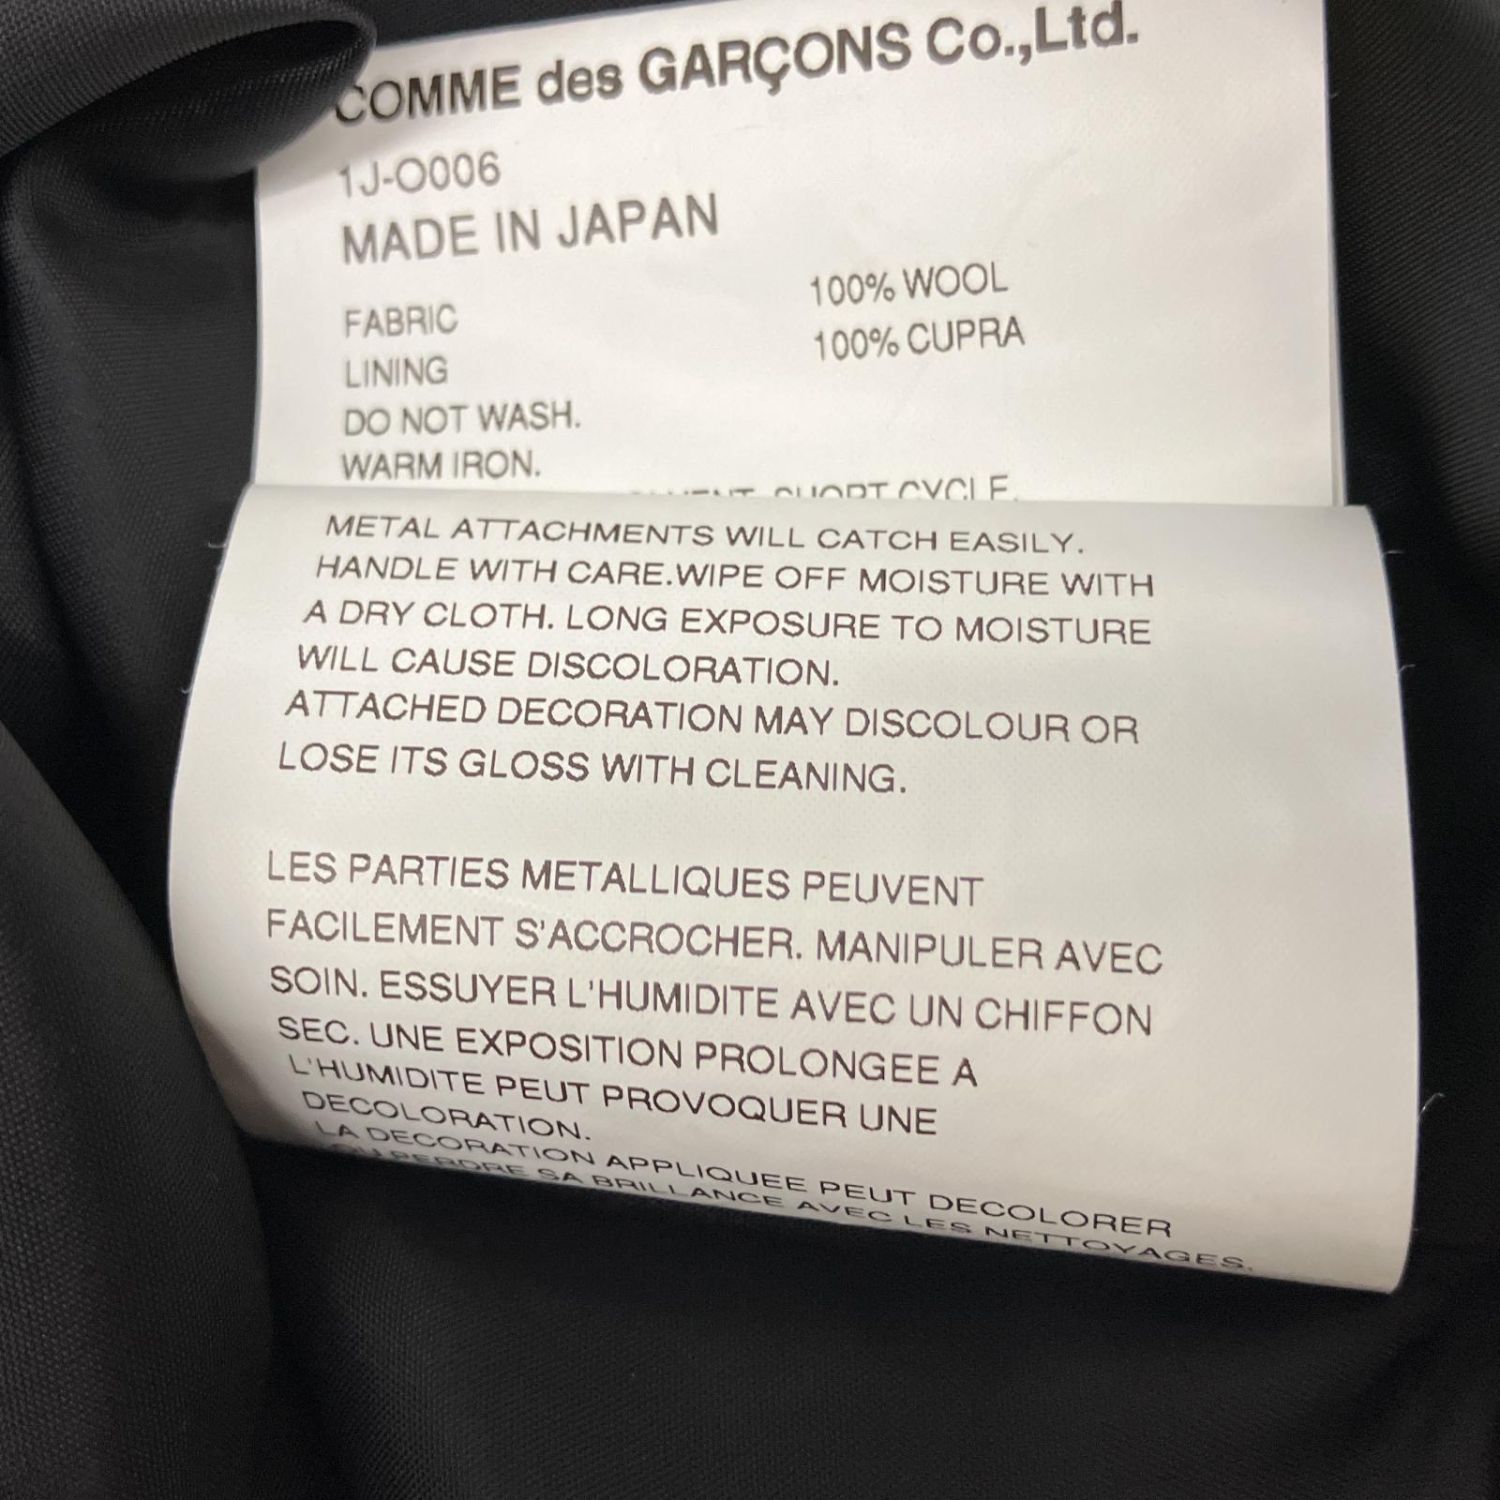 COMME des GARÇONS Co.,Ltd.
1J-O006
MADE IN JAPAN
FABRIC 100% WOOL
LINING 100% CUPRA
DO NOT WASH.
WARM IRON.
SHORT CYCLE.
METAL ATTACHMENTS WILL CATCH EASILY.
HANDLE WITH CARE.WIPE OFF MOISTURE WITH
A DRY CLOTH. LONG EXPOSURE TO MOISTURE
WILL CAUSE DISCOLORATION.
ATTACHED DECORATION MAY DISCOLOUR OR
LOSE ITS GLOSS WITH CLEANING.
LES PARTIES METALLIQUES PEUVENT
FACILEMENT S'ACCROCHER. MANIPULER AVEC
SOIN. ESSUYER L'HUMIDITE AVEC UN CHIFFON
SEC. UNE EXPOSITION PROLONGEE A
L'HUMIDITE PEUT PROVOQUER UNE
DECOLORATION.
LA DECORATION APPLIQUEE PEUT DECOLORER
OU PERDRE SA BRILLANCE AVEC LES NETTOYAGES.